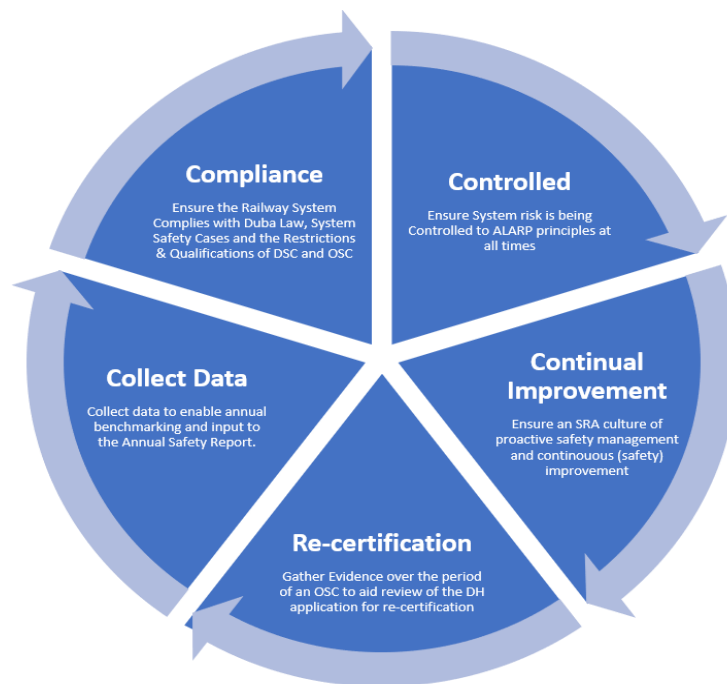 Compliance
Ensure the Railway System
Complies with Duba Law, System
Safety Cases and the Restrictions
& Qualifications of DSC and OSC
Controlled
Ensure System risk is being
Controlled to ALARP principles at
all times
Continual
Improvement
Ensure an SRA culture of
proactive safety management
and continouous (safety)
improvement
Re-certification
Gather Evidence over the period
of an OSC to aid review of the DH
application for re-certification
Collect Data
Collect data to enable annual
benchmarking and input to
the Annual Safety Report.